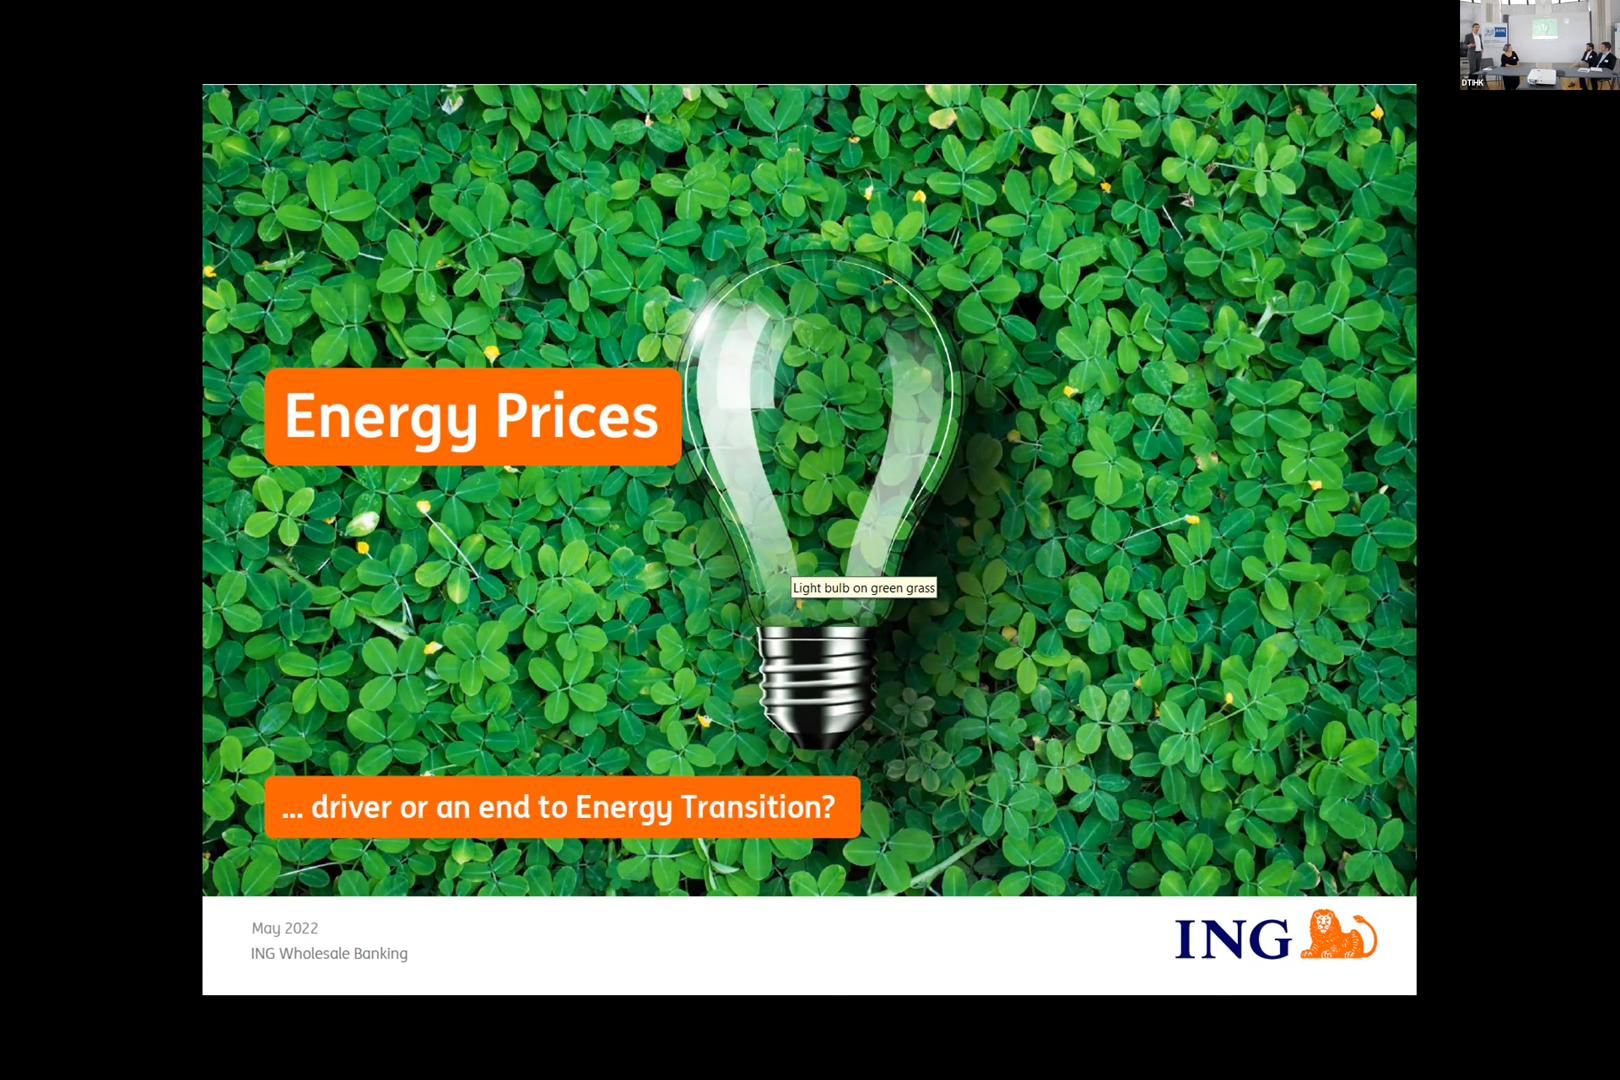 DTIHK
Energy Prices
Light bulb on green grass
... driver or an end to Energy Transition?
May 2022
ING Wholesale Banking
ING